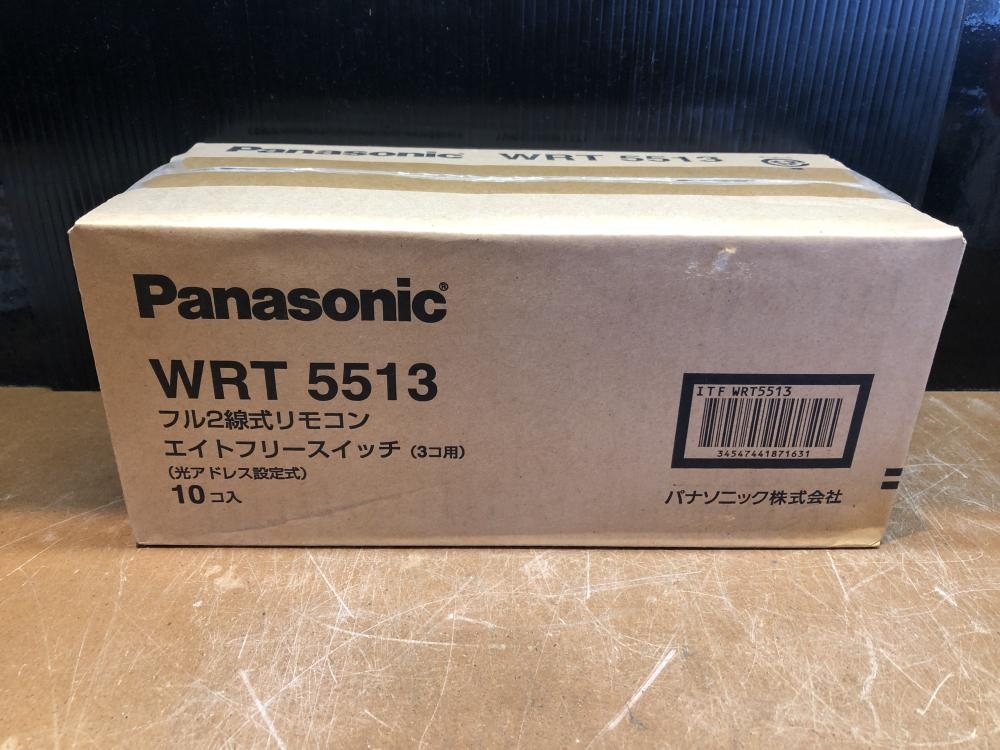 Panasonic WRT 5513
Panasonic®
WRT 5513
フル2線式リモコン
エイトフリースイッチ（3コ用）
（光アドレス設定式）
10コ入
ITF WRT5513
34547441871631
パナソニック株式会社